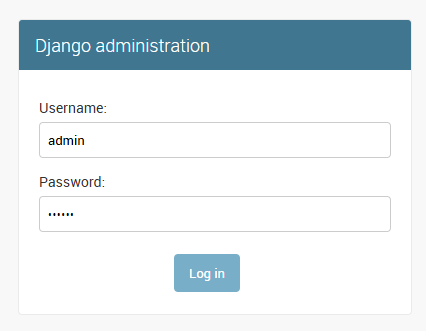 Django administration
Username:
admin
Password:
••••••
Log in